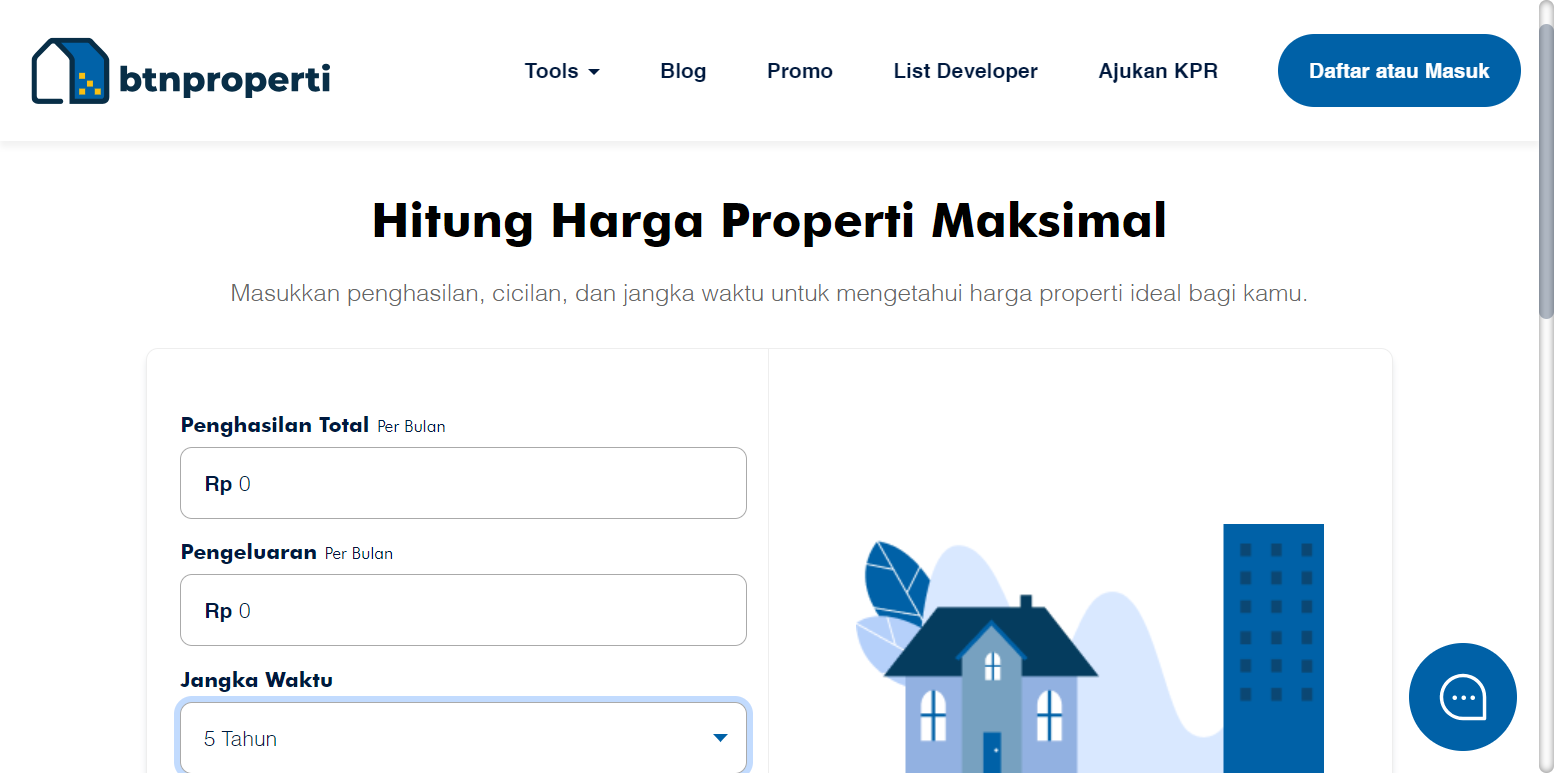 btnproperti
Tools
Blog
Promo
List Developer
Ajukan KPR
Daftar atau Masuk
Hitung Harga Properti Maksimal
Masukkan penghasilan, cicilan, dan jangka waktu untuk mengetahui harga properti ideal bagi kamu.
Penghasilan Total Per Bulan
Rp 0
Pengeluaran Per Bulan
Rp 0
Jangka Waktu
5 Tahun